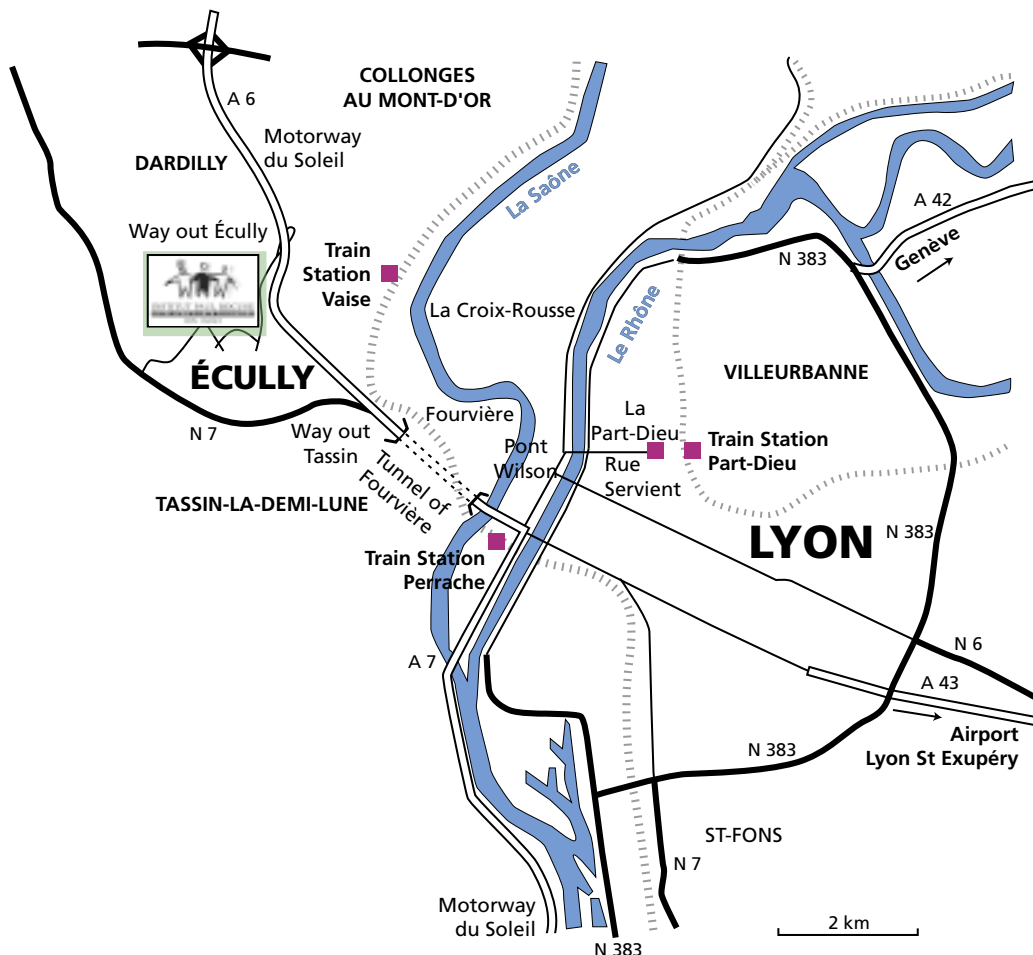 COLLONGES
AU MONT-D'OR
A 6
Motorway
du Soleil
DARDILLY
La Saône
A 42
Way out Écully
Genève
Train
Station
Vaise
N 383
La Croix-Rousse
Le Rhône
ÉCULLY
VILLEURBANNE
N 7
Way out
Tassin
Fourvière
La
Part-Dieu
Train Station
Part-Dieu
Pont
Wilson
Rue
Servient
Tunnel of
Fourvière
TASSIN-LA-DEMI-LUNE
LYON
N 383
Train Station
Perrache
A 7
N 6
A 43
Airport
Lyon St Exupéry
N 383
ST-FONS
N 7
Motorway
du Soleil
N 383
2 km